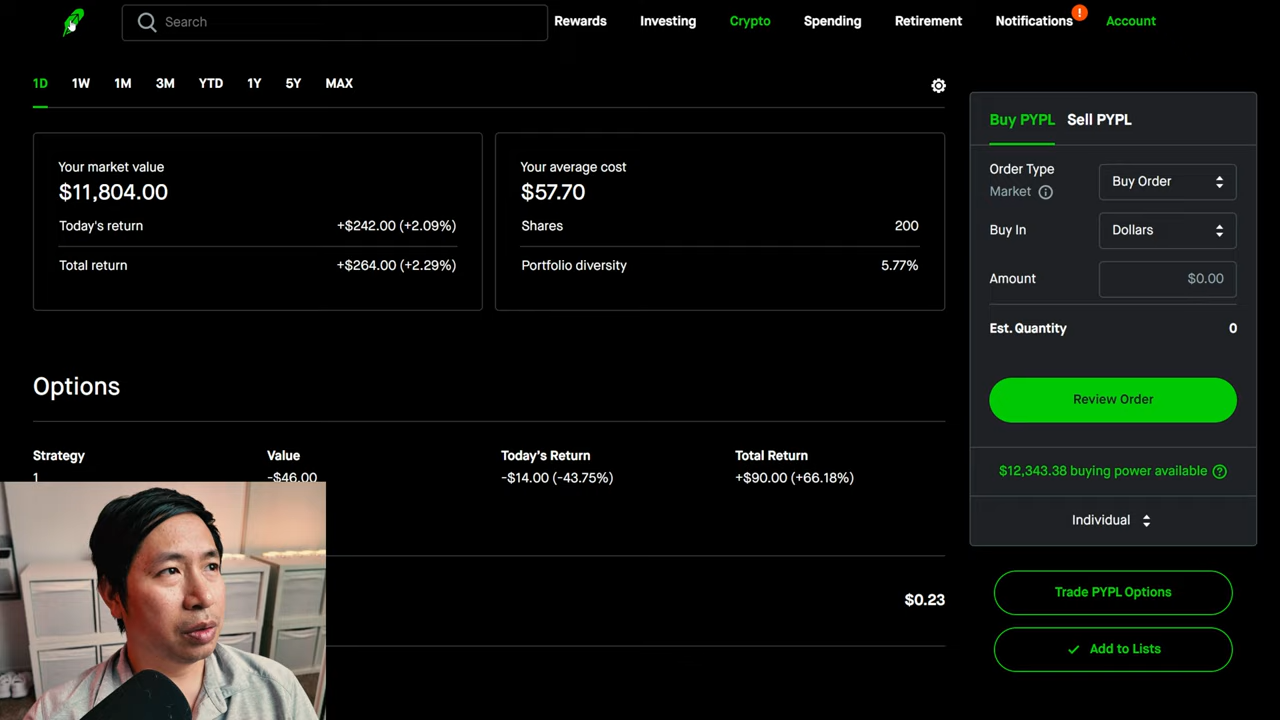 Search
Rewards
Investing
Crypto
Spending
Retirement
Notifications
!
Account
1D 1W 1M 3M YTD 1Y 5Y MAX
Your market value
$11,804.00
Today's return +$242.00 (+2.09%)
Total return +$264.00 (+2.29%)
Your average cost
$57.70
Shares 200
Portfolio diversity 5.77%
Buy PYPL Sell PYPL
Order Type
Market
Buy Order
Buy In Dollars
Amount $0.00
Est. Quantity 0
Review Order
$12,343.38 buying power available
Individual
Trade PYPL Options
Add to Lists
Options
Strategy Value Today's Return Total Return
1 -$46.00 -$14.00 (-43.75%) +$90.00 (+66.18%)
$0.23